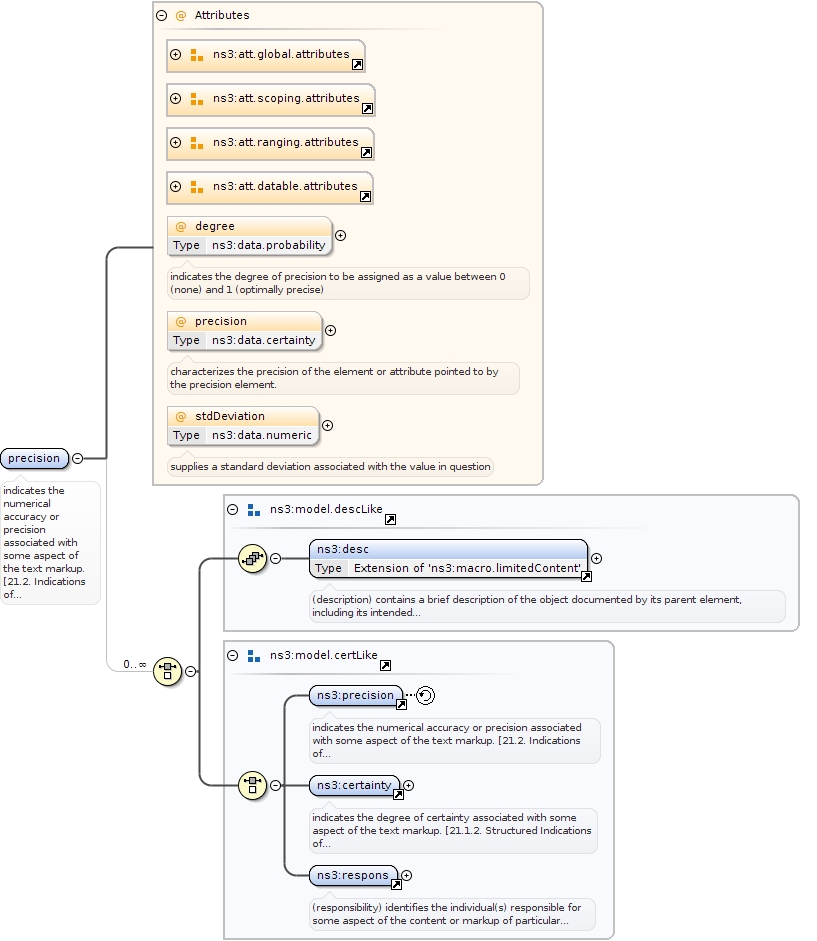 @ Attributes
ns3:att.global.attributes
ns3:att.scoping.attributes
ns3:att.ranging.attributes
ns3:att.datable.attributes
@ degree
Type ns3:data.probability
indicates the degree of precision to be assigned as a value between 0
(none) and 1 (optimally precise)
@ precision
Type ns3:data.certainty
characterizes the precision of the element or attribute pointed to by
the precision element.
@ stdDeviation
Type ns3:data.numeric
supplies a standard deviation associated with the value in question
precision
indicates the
numerical
accuracy or
precision
associated with
some aspect of
the text markup.
[21.2. Indications
of...
0..∞
ns3:model.descLike
ns3:desc
Type Extension of 'ns3:macro.limitedContent'
(description) contains a brief description of the object documented by its parent element,
including its intended...
ns3:model.certLike
ns3:precision
indicates the numerical accuracy or precision associated
with some aspect of the text markup. [21.2. Indications
of...
ns3:certainty
indicates the degree of certainty associated with some
aspect of the text markup. [21.1.2. Structured Indications
of...
ns3:respons
(responsibility) identifies the individual(s) responsible for
some aspect of the content or markup of particular...